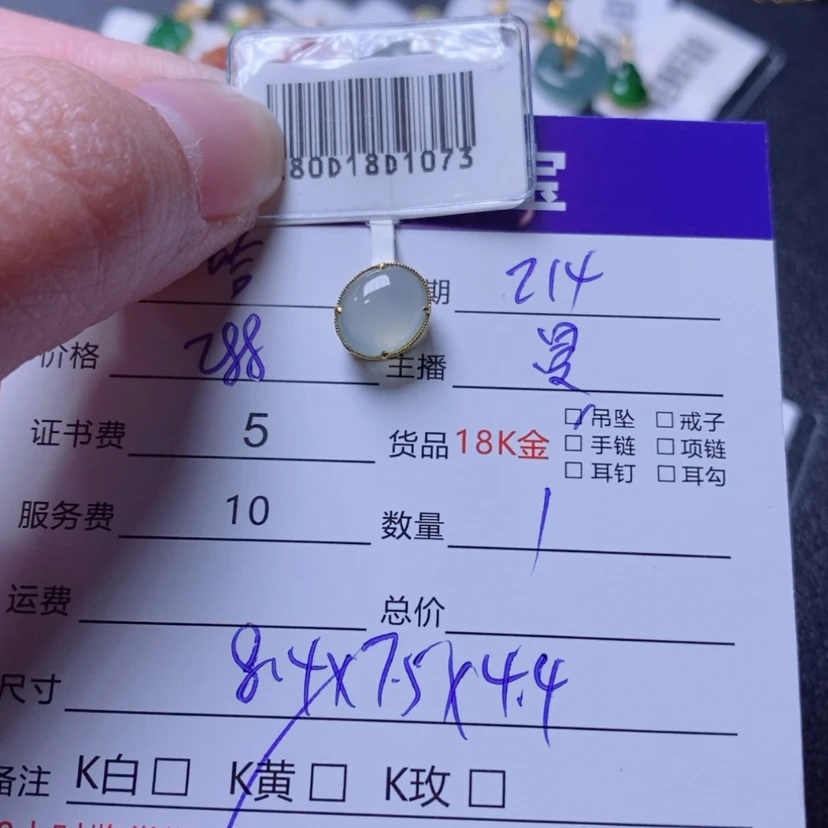 80D18D1073
宝
期 214
价格 288 主播 曼
证书费 5 货品 18K金 □吊坠 □戒子
□手链 □项链
□耳钉 □耳勾
服务费 10 数量 1
运费 总价
尺寸 8.4x7.5x4.4
备注 K白□ K黄□ K玫□